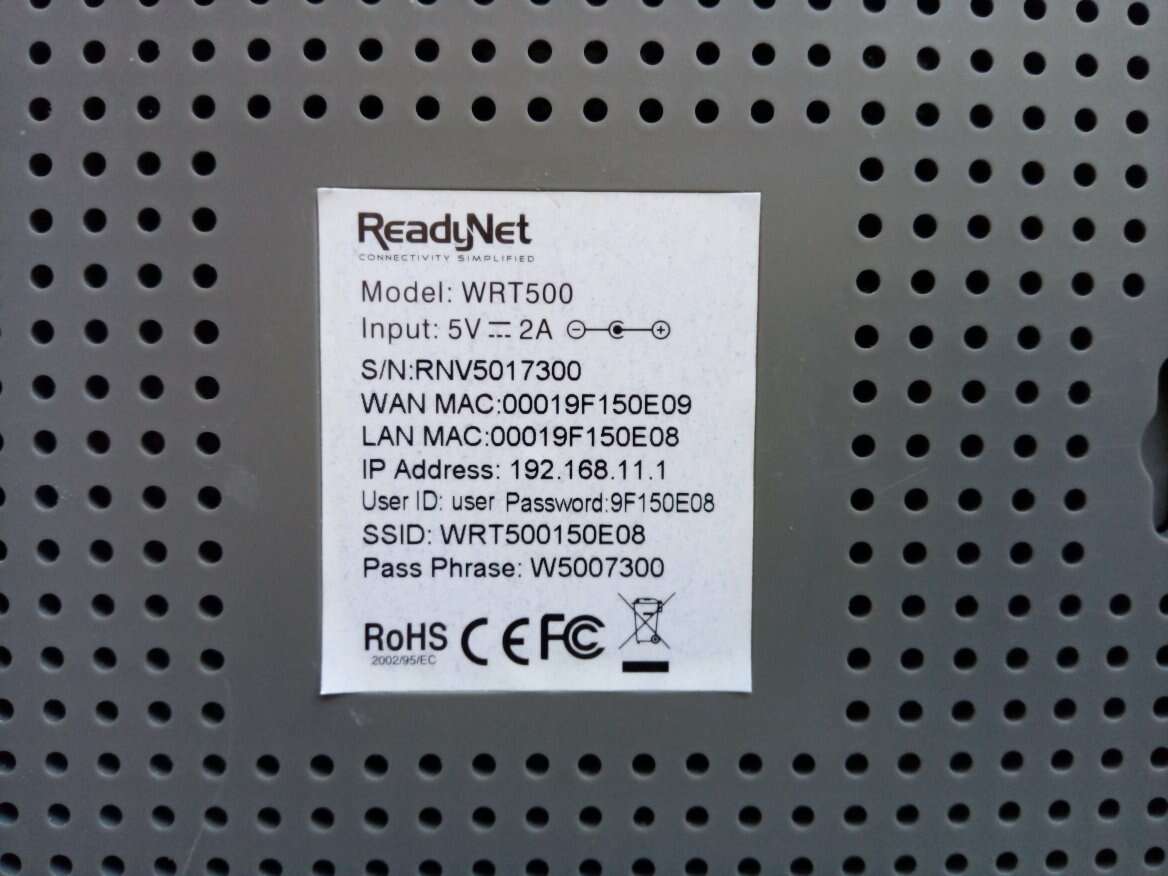 ReadyNet
CONNECTIVITY SIMPLIFIED
Model: WRT500
Input: 5V 2A
S/N:RNV5017300
WAN MAC:00019F150E09
LAN MAC:00019F150E08
IP Address: 192.168.11.1
User ID: user Password:9F150E08
SSID: WRT500150E08
Pass Phrase: W5007300
RoHS CE FC
2002/95/EC